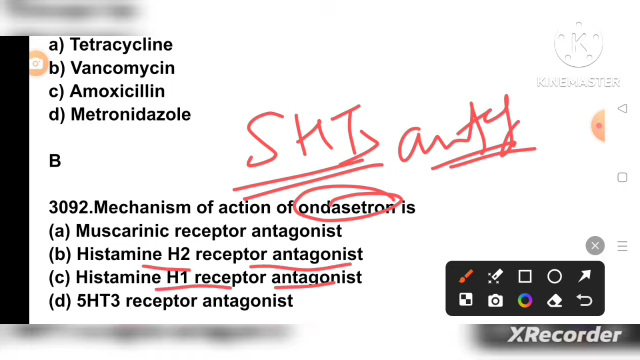 a) Tetracycline
b) Vancomycin
c) Amoxicillin
d) Metronidazole
KINEMASTER
5HT3 antg
B
3092.Mechanism of action of ondasetron is
(a) Muscarinic receptor antagonist
(b) Histamine H2 receptor antagonist
(c) Histamine H1 receptor antagonist
(d) 5HT3 receptor antagonist
XRecorder